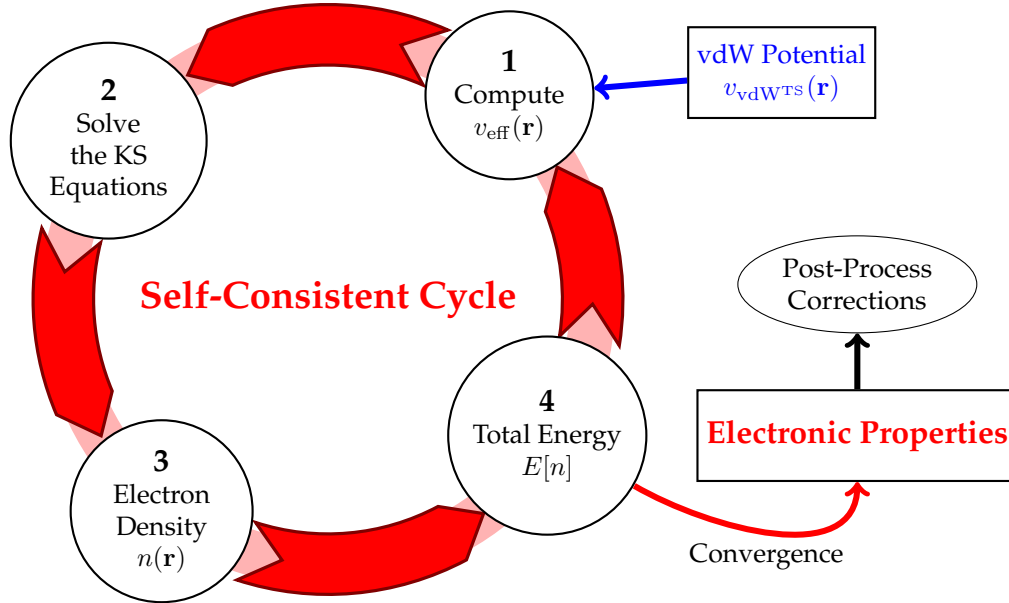 1
Compute
v_eff(r)
vdW Potential
v_vdW^TS(r)
2
Solve
the KS
Equations
Self-Consistent Cycle
Post-Process
Corrections
3
Electron
Density
n(r)
4
Total Energy
E[n]
Electronic Properties
Convergence